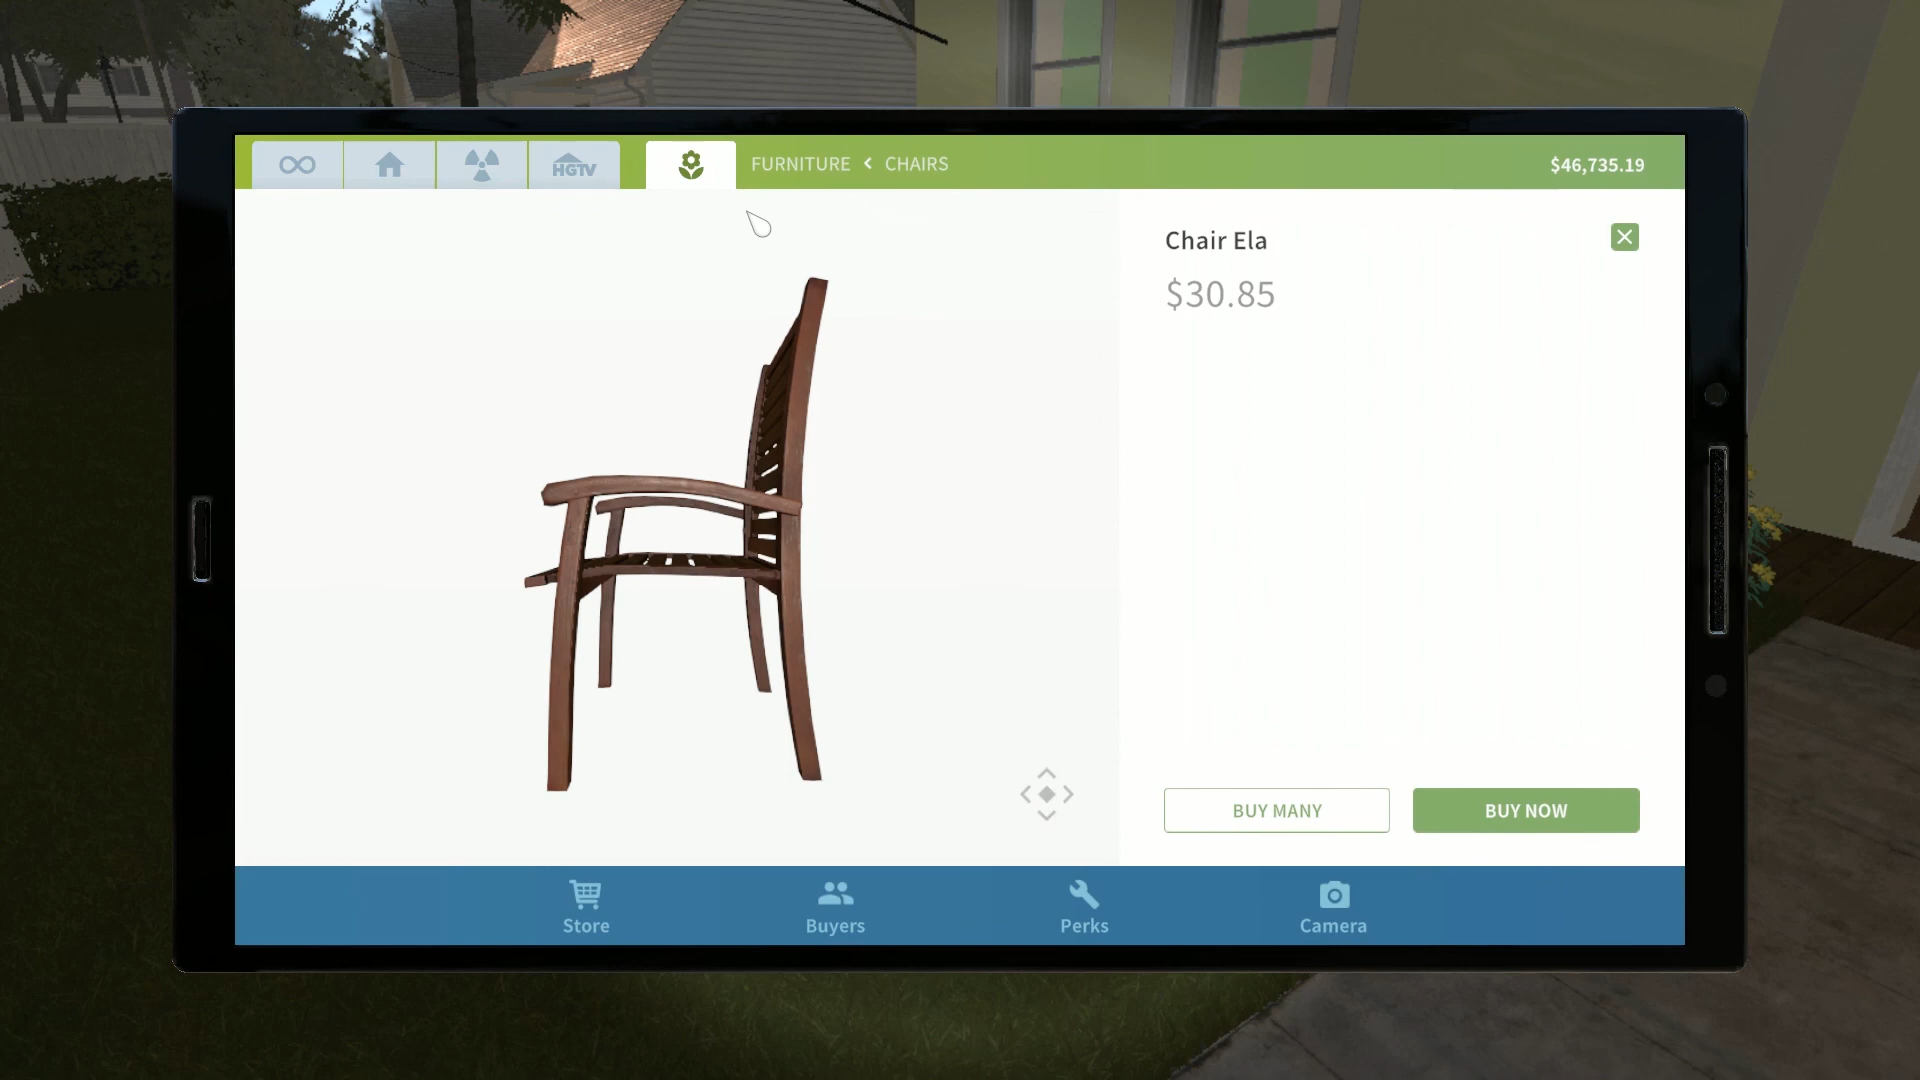 HGTV
FURNITURE < CHAIRS
$46,735.19
Chair Ela
$30.85
BUY MANY
BUY NOW
Store
Buyers
Perks
Camera